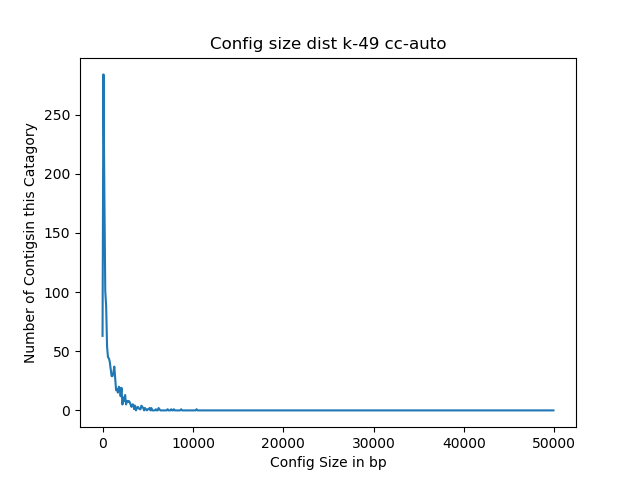 Config size dist k-49 cc-auto
Number of Contigsin this Catagory
250
200
150
100
50
0
0 10000 20000 30000 40000 50000
Config Size in bp